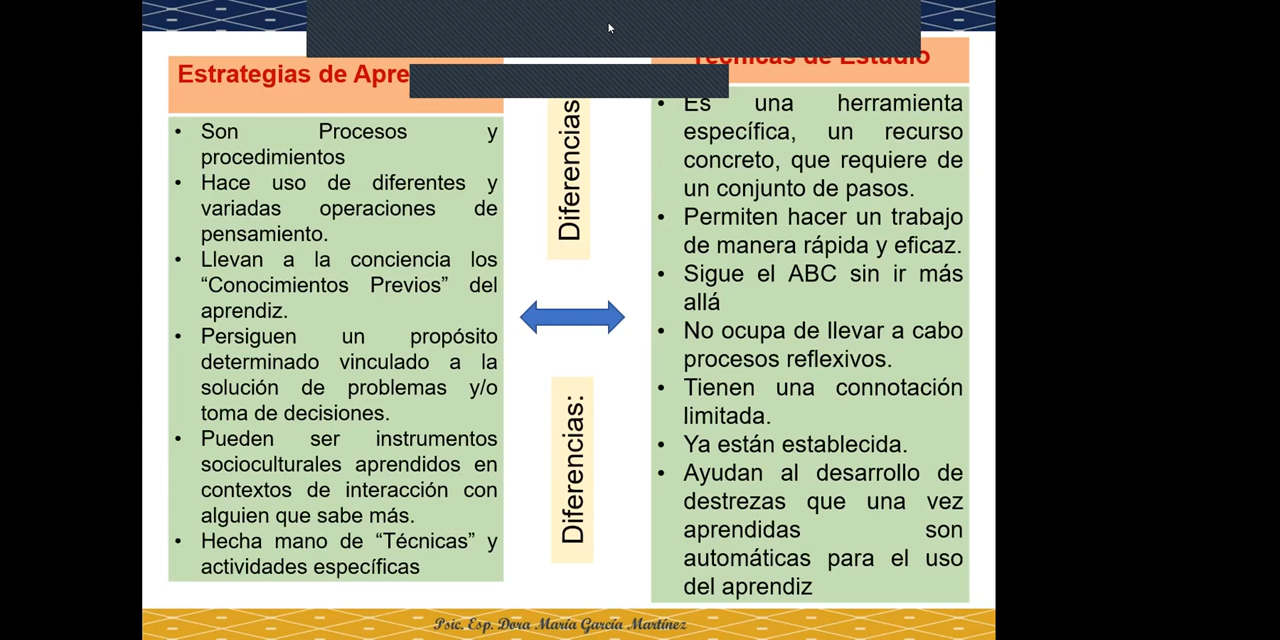 Estrategias de Apre
Son Procesos y
procedimientos
Hace uso de diferentes y
variadas operaciones de
pensamiento.
Llevan a la conciencia los
“Conocimientos Previos” del
aprendiz.
Persiguen un propósito
determinado vinculado a la
solución de problemas y/o
toma de decisiones.
Pueden ser instrumentos
socioculturales aprendidos en
contextos de interacción con
alguien que sabe más.
Hecha mano de “Técnicas” y
actividades específicas
Diferencias
Diferencias:
Técnicas de Estudio
Es una herramienta
específica, un recurso
concreto, que requiere de
un conjunto de pasos.
Permiten hacer un trabajo
de manera rápida y eficaz.
Sigue el ABC sin ir más
allá
No ocupa de llevar a cabo
procesos reflexivos.
Tienen una connotación
limitada.
Ya están establecida.
Ayudan al desarrollo de
destrezas que una vez
aprendidas son
automáticas para el uso
del aprendiz
Psic. Esp. Dora María García Martínez